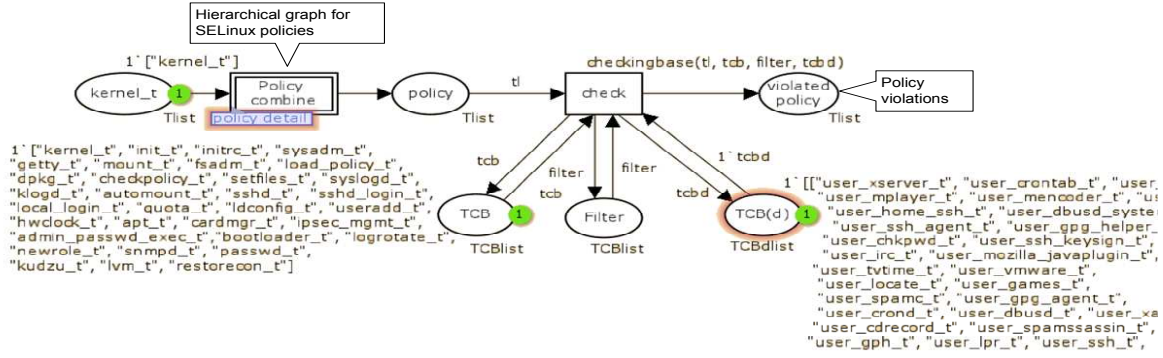 Hierarchical graph for
SELinux policies
1`["kernel_t"]
kernel_t
1
Tlist
Policy
combine
policy detail
policy
Tlist
tl
check
checkingbase(tl, tcb, filter, tcbd)
violated
policy
Tlist
Policy
violations
tcb
tcb
filter
filter
tcbd
1`tcbd
TCB
1
TCBlist
Filter
TCBlist
TCB(d)
1
TCBdlist
1`["kernel_t", "init_t", "initrc_t", "sysadm_t",
"getty_t", "mount_t", "fsadm_t", "load_policy_t",
"dpkg_t", "checkpolicy_t", "setfiles_t", "syslogd_t",
"klogd_t", "automount_t", "sshd_t", "sshd_login_t",
"local_login_t", "quota_t", "ldconfig_t", "useradd_t",
"hwclock_t", "apt_t", "cardmgr_t", "ipsec_mgmt_t",
"admin_passwd_exec_t","bootloader_t", "logrotate_t",
"newrole_t", "snmpd_t", "passwd_t",
"kudzu_t", "lvm_t", "restorecon_t"]
1`[["user_xserver_t", "user_crontab_t", "user_
"user_mplayer_t", "user_mencoder_t",
"user_home_ssh_t", "user_dbusd_syste
"user_ssh_agent_t", "user_gpg_helper_
"user_chkpwd_t", "user_ssh_keysign_t",
"user_irc_t", "user_mozilla_javaplugin_t",
"user_tvtime_t", "user_vmware_t",
"user_locate_t", "user_games_t",
"user_spamc_t", "user_gpg_agent_t",
"user_crond_t", "user_dbusd_t", "user_xa
"user_cdrecord_t", "user_spamssassin_t",
"user_gph_t", "user_lpr_t", "user_ssh_t",